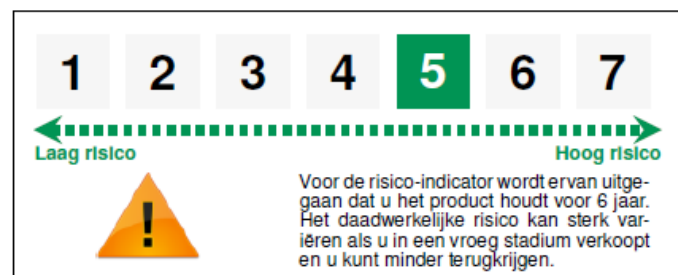 1 2 3 4 5 6 7
Laag risico Hoog risico
!
Voor de risico-indicator wordt ervan uitge-
gaan dat u het product houdt voor 6 jaar.
Het daadwerkelijke risico kan sterk var-
iëren als u in een vroeg stadium verkoopt
en u kunt minder terugkrijgen.